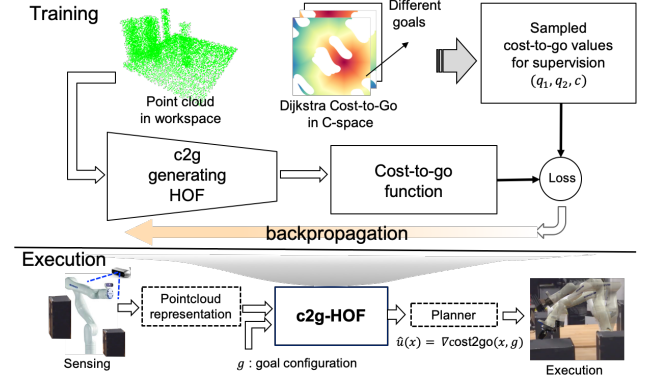 Training
Point cloud
in workspace
Different
goals
Dijkstra Cost-to-Go
in C-space
Sampled
cost-to-go values
for supervision
(q₁, q₂, c)
c2g
generating
HOF
Cost-to-go
function
Loss
backpropagation
Execution
Sensing
Pointcloud
representation
g : goal configuration
c2g-HOF
Planner
û(x) = ∇cost2go(x, g)
Execution